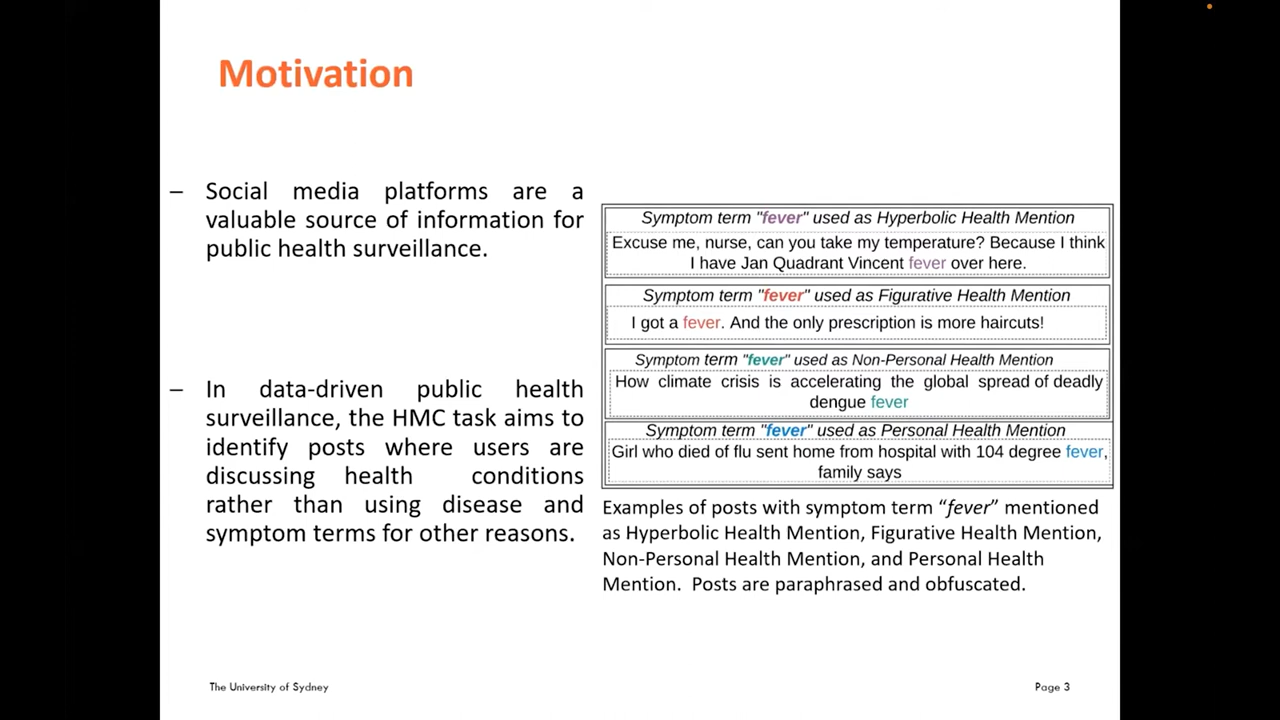 Motivation
– Social media platforms are a
valuable source of information for
public health surveillance.
– In data-driven public health
surveillance, the HMC task aims to
identify posts where users are
discussing health conditions
rather than using disease and
symptom terms for other reasons.
Symptom term "fever" used as Hyperbolic Health Mention
Excuse me, nurse, can you take my temperature? Because I think
I have Jan Quadrant Vincent fever over here.
Symptom term "fever" used as Figurative Health Mention
I got a fever. And the only prescription is more haircuts!
Symptom term "fever" used as Non-Personal Health Mention
How climate crisis is accelerating the global spread of deadly
dengue fever
Symptom term "fever" used as Personal Health Mention
Girl who died of flu sent home from hospital with 104 degree fever,
family says
Examples of posts with symptom term “fever” mentioned
as Hyperbolic Health Mention, Figurative Health Mention,
Non-Personal Health Mention, and Personal Health
Mention. Posts are paraphrased and obfuscated.
The University of Sydney
Page 3